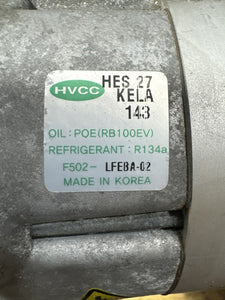 HVCC
HES 27
KELA
143
OIL: POE(RB100EV)
REFRIGERANT: R134a
F502- LFEBA-02
MADE IN KOREA